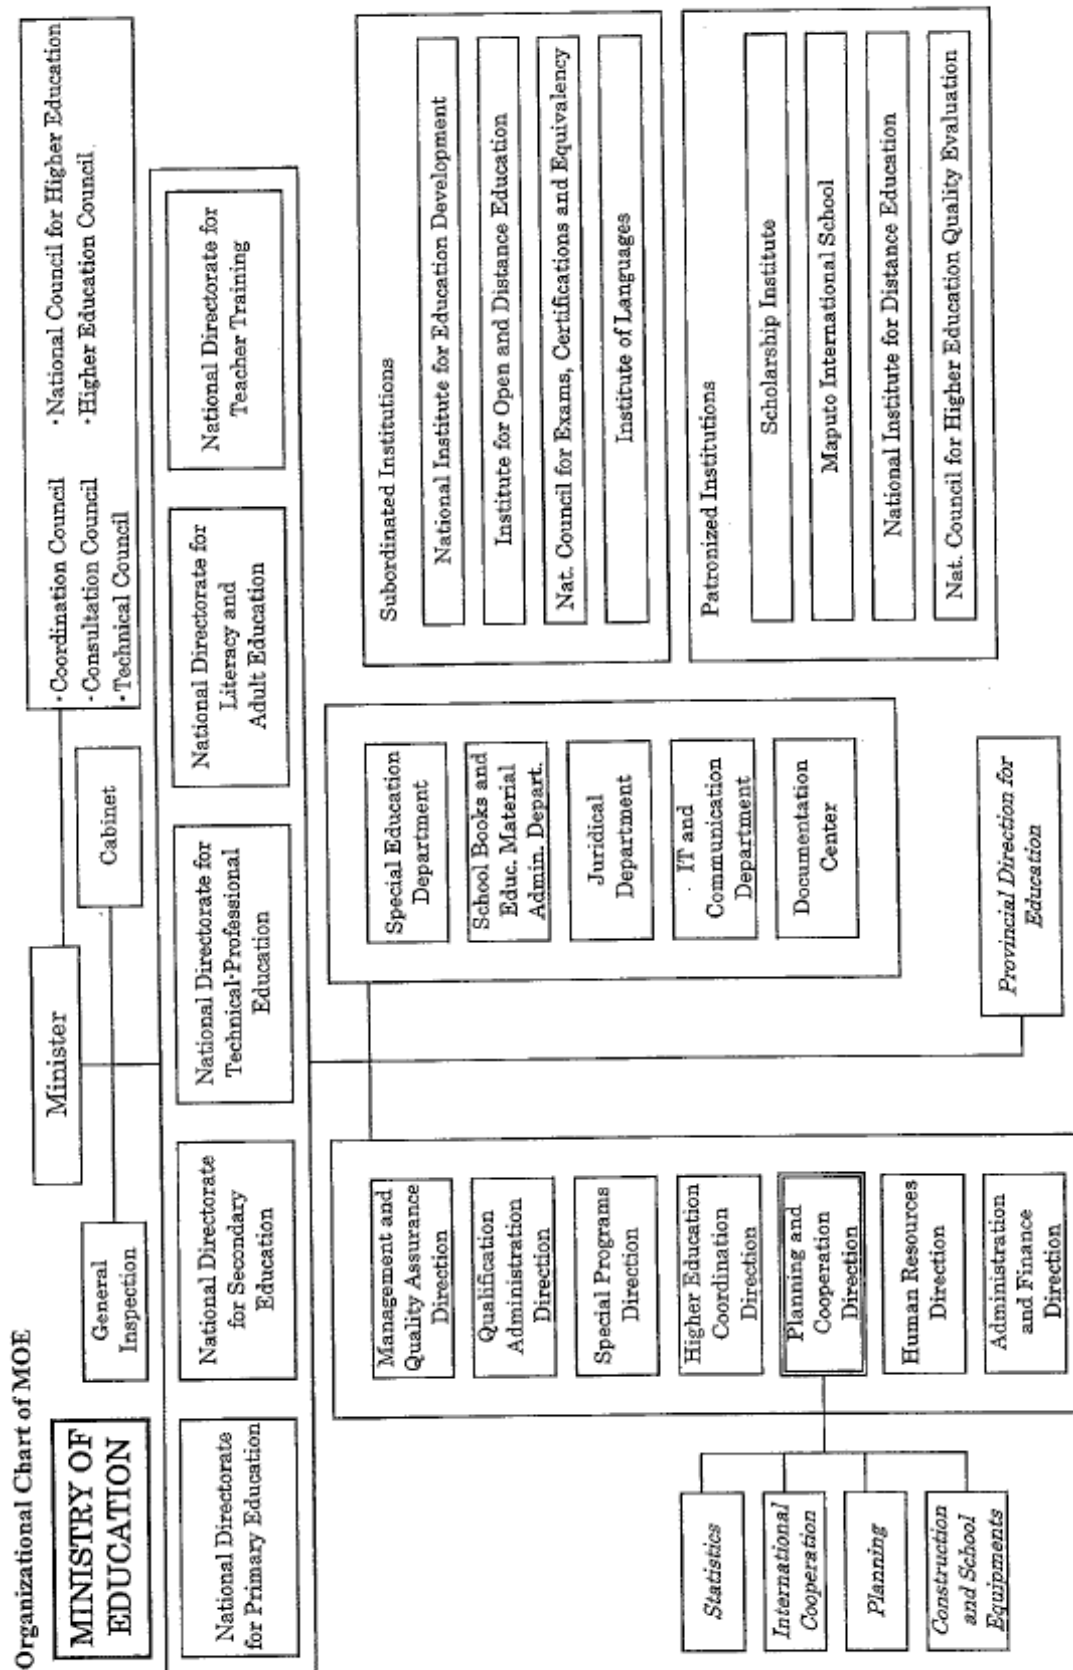 Organizational Chart of MOE
MINISTRY OF
EDUCATION
Minister
General
Inspection
Cabinet
·Coordination Council
·Consultation Council
·Technical Council
·National Council for Higher Education
·Higher Education Council
National Directorate
for Primary Education
National Directorate
for Secondary
Education
National Directorate for
Technical-Professional
Education
National Directorate for
Literacy and
Adult Education
National Directorate for
Teacher Training
Management and
Quality Assurance
Direction
Qualification
Administration
Direction
Special Programs
Direction
Higher Education
Coordination
Direction
Planning and
Cooperation
Direction
Human Resources
Direction
Administration
and Finance
Direction
Statistics
International
Cooperation
Planning
Construction
and School
Equipments
Special Education
Department
School Books and
Educ. Material
Admin. Depart.
Juridical
Department
IT and
Communication
Department
Documentation
Center
Provincial Direction for
Education
Subordinated Institutions
National Institute for Education Development
Institute for Open and Distance Education
Nat. Council for Exams, Certifications and Equivalency
Institute of Languages
Patronized Institutions
Scholarship Institute
Maputo International School
National Institute for Distance Education
Nat. Council for Higher Education Quality Evaluation